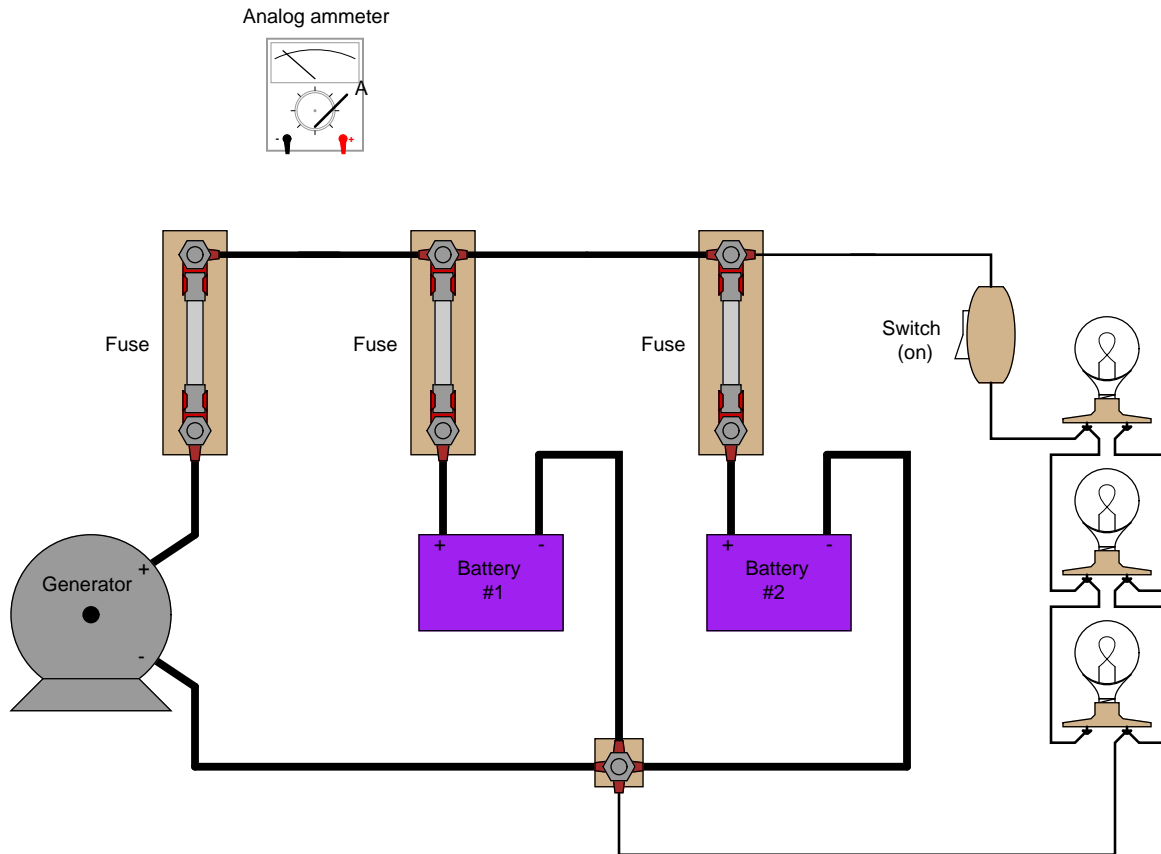 Analog ammeter
A
- +
Fuse
Fuse
Fuse
Switch
(on)
+ -
+ -
Battery
#1
Battery
#2
+
Generator
-